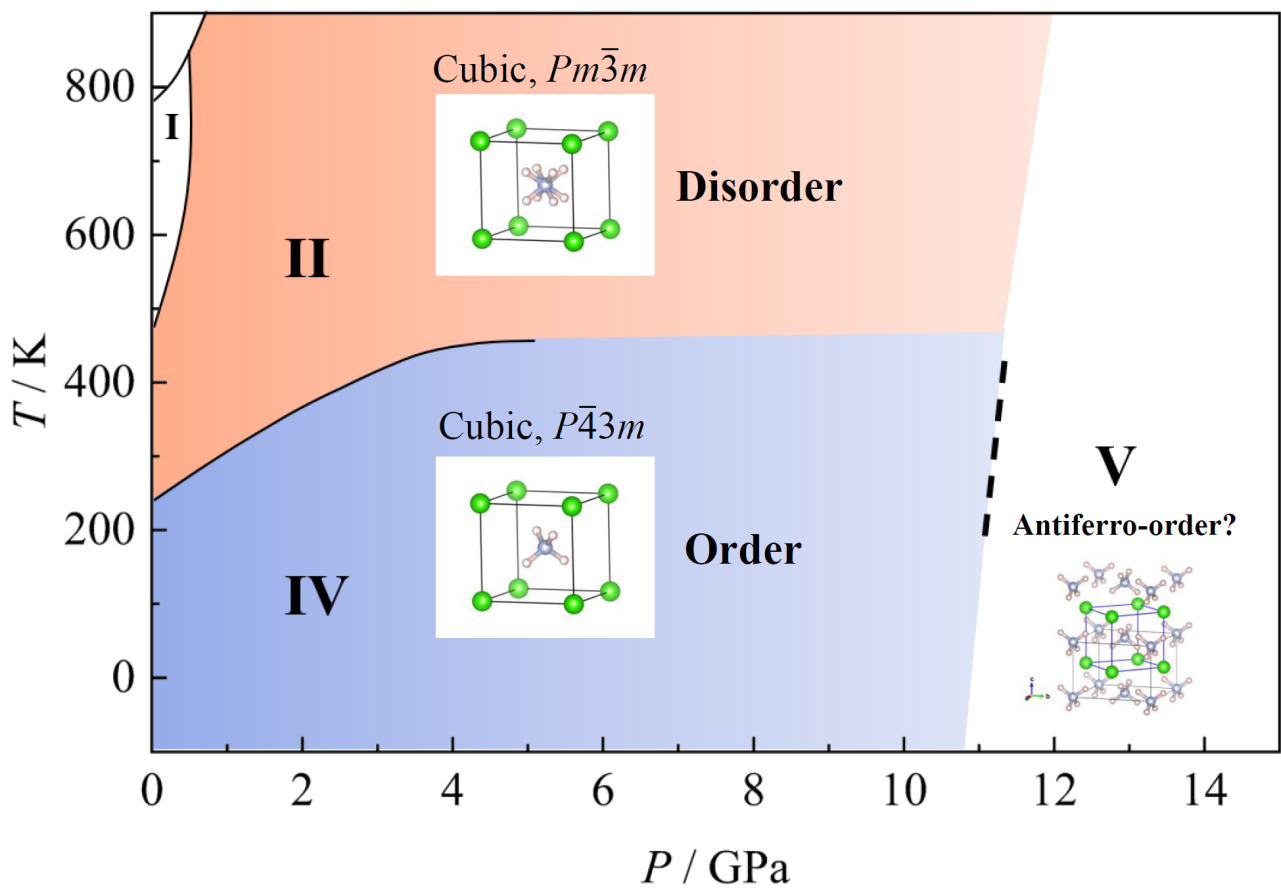 800
600
400
200
0
T / K
0
2
4
6
8
10
12
14
P / GPa
I
II
IV
V
Cubic, Pm3̅m
Disorder
Cubic, P4̅3m
Order
Antiferro-order?
c
b